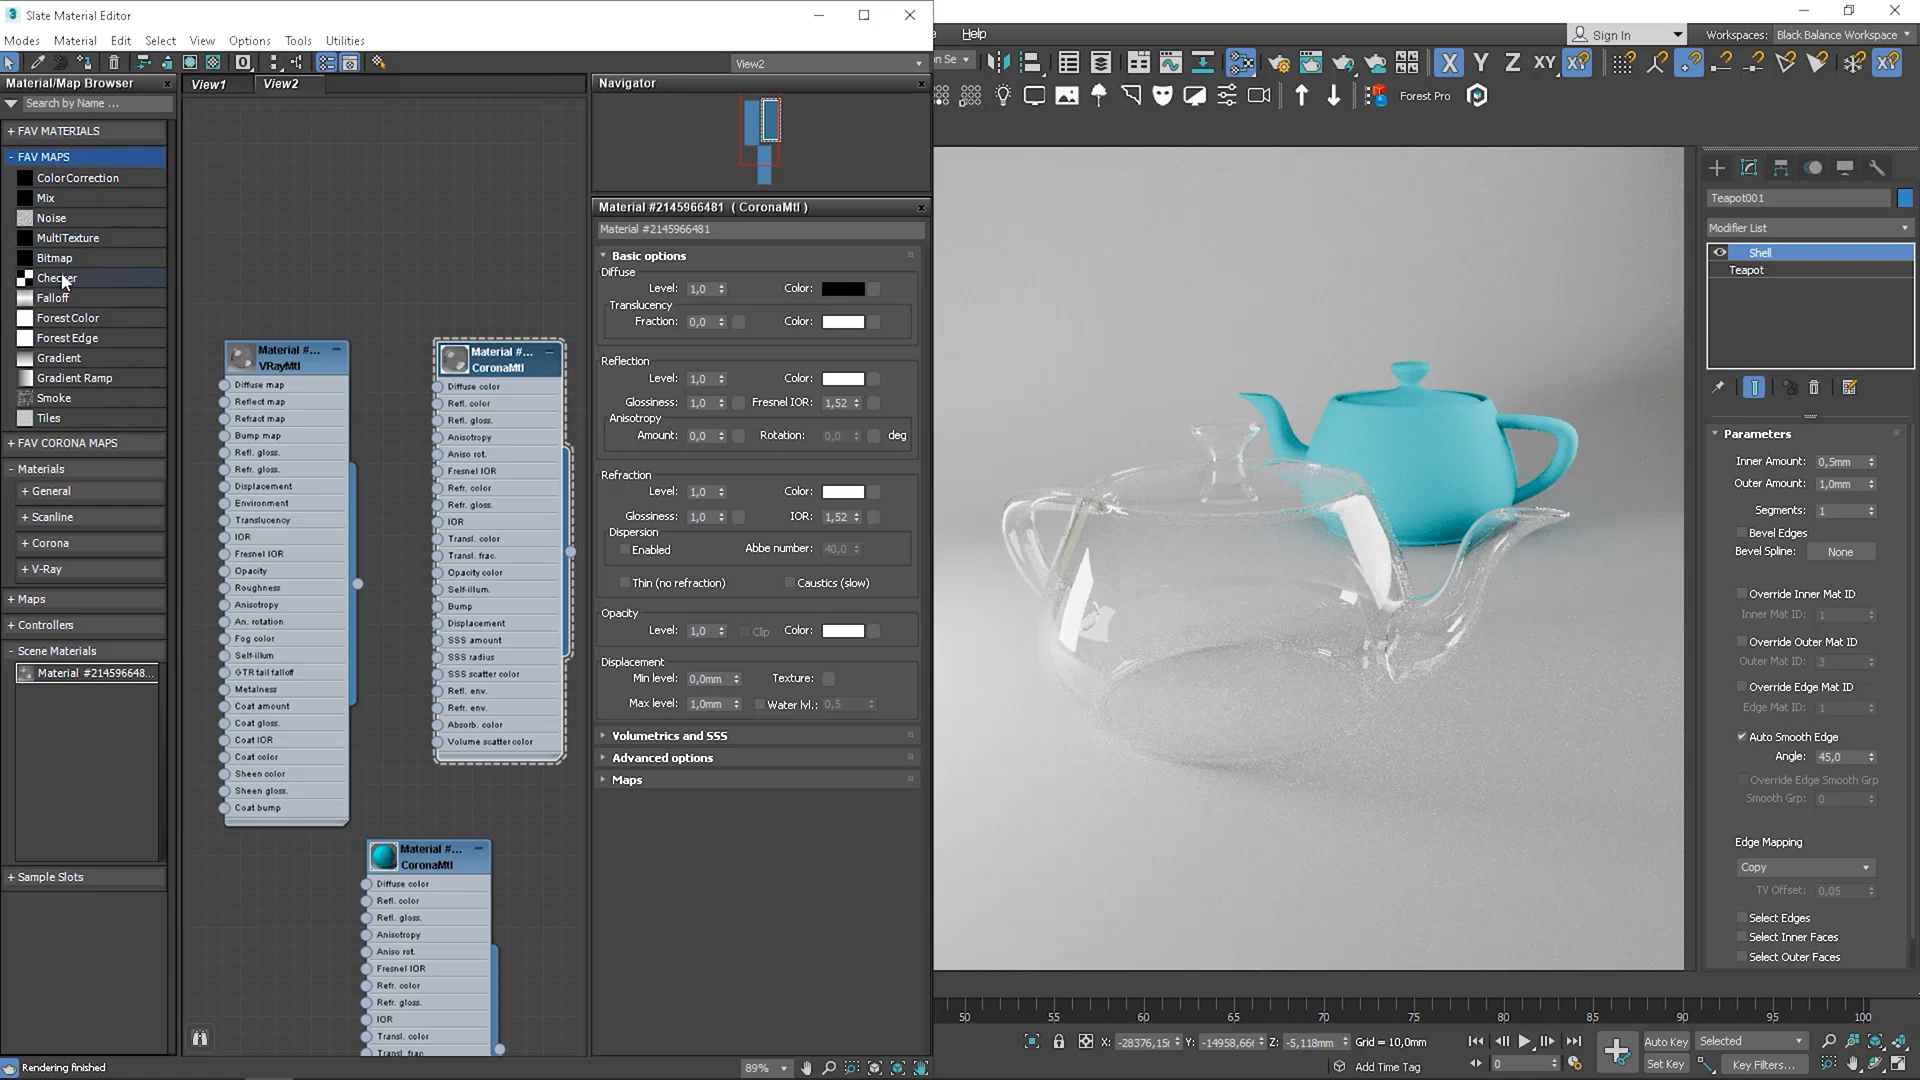 Slate Material Editor
Modes Material Edit Select View Options Tools Utilities
View2
Material/Map Browser
Search by Name ...
+ FAV MATERIALS
- FAV MAPS
ColorCorrection
Mix
Noise
MultiTexture
Bitmap
Checker
Falloff
ForestColor
Forest Edge
Gradient
Gradient Ramp
Smoke
Tiles
+ FAV CORONA MAPS
- Materials
+ General
+ Scanline
+ Corona
+ V-Ray
+ Maps
+ Controllers
- Scene Materials
Material #214596648...
+ Sample Slots
Rendering finished
View1 View2
Material #...
VRayMtl
Diffuse map
Reflect map
Refract map
Bump map
Refl. gloss.
Refr. gloss.
Displacement
Environment
Translucency
IOR
Fresnel IOR
Opacity
Roughness
Anisotropy
An. rotation
Fog color
Self-illum
GTR tail falloff
Metalness
Coat amount
Coat gloss.
Coat IOR
Coat color
Sheen color
Sheen gloss.
Coat bump
Material #...
CoronaMtl
Diffuse color
Refl. color
Refl. gloss.
Anisotropy
Aniso rot.
Fresnel IOR
Refr. color
Refr. gloss.
IOR
Transl. color
Transl. frac.
Opacity color
Self-illum.
Bump
Displacement
SSS amount
SSS radius
SSS scatter color
Refl. env.
Refr. env.
Absorb. color
Volume scatter color
Material #...
CoronaMtl
Diffuse color
Refl. color
Refl. gloss.
Anisotropy
Aniso rot.
Fresnel IOR
Refr. color
Refr. gloss.
IOR
Transl. color
Transl. frac.
89%
Navigator
Material #2145966481 ( CoronaMtl )
Material #2145966481
Basic options
Diffuse
Level: 1,0 Color:
Translucency
Fraction: 0,0 Color:
Reflection
Level: 1,0 Color:
Glossiness: 1,0 Fresnel IOR: 1,52
Anisotropy
Amount: 0,0 Rotation: 0,0 deg
Refraction
Level: 1,0 Color:
Glossiness: 1,0 IOR: 1,52
Dispersion
Enabled Abbe number: 40,0
Thin (no refraction) Caustics (slow)
Opacity
Level: 1,0 Clip Color:
Displacement
Min level: 0,0mm Texture:
Max level: 1,0mm Water lvl.: 0,5
Volumetrics and SSS
Advanced options
Maps
Help
Sign In Workspaces: Black Balance Workspace
on Se X Y Z XY XY
Forest Pro
Teapot001
Modifier List
Shell
Teapot
Parameters
Inner Amount: 0,5mm
Outer Amount: 1,0mm
Segments: 1
Bevel Edges
Bevel Spline: None
Override Inner Mat ID
Inner Mat ID: 1
Override Outer Mat ID
Outer Mat ID: 3
Override Edge Mat ID
Edge Mat ID: 1
Auto Smooth Edge
Angle: 45,0
Override Edge Smooth Grp
Smooth Grp: 0
Edge Mapping
Copy
TV Offset: 0,05
Select Edges
Select Inner Faces
Select Outer Faces
50 55 60 65 70 75 80 85 90 95 100
X: -28376,15 Y: -14958,66 Z: -5,118mm Grid = 10,0mm
Add Time Tag
0
Auto Key Selected
Set Key Key Filters...